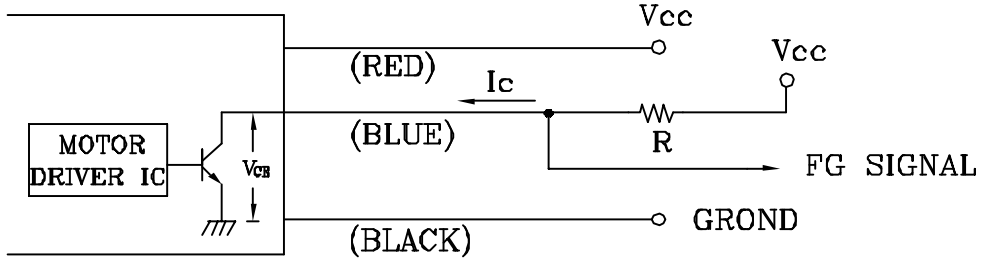 Vcc
Vcc
(RED)
Ic
(BLUE)
R
MOTOR
DRIVER IC
VCE
FG SIGNAL
GROND
(BLACK)